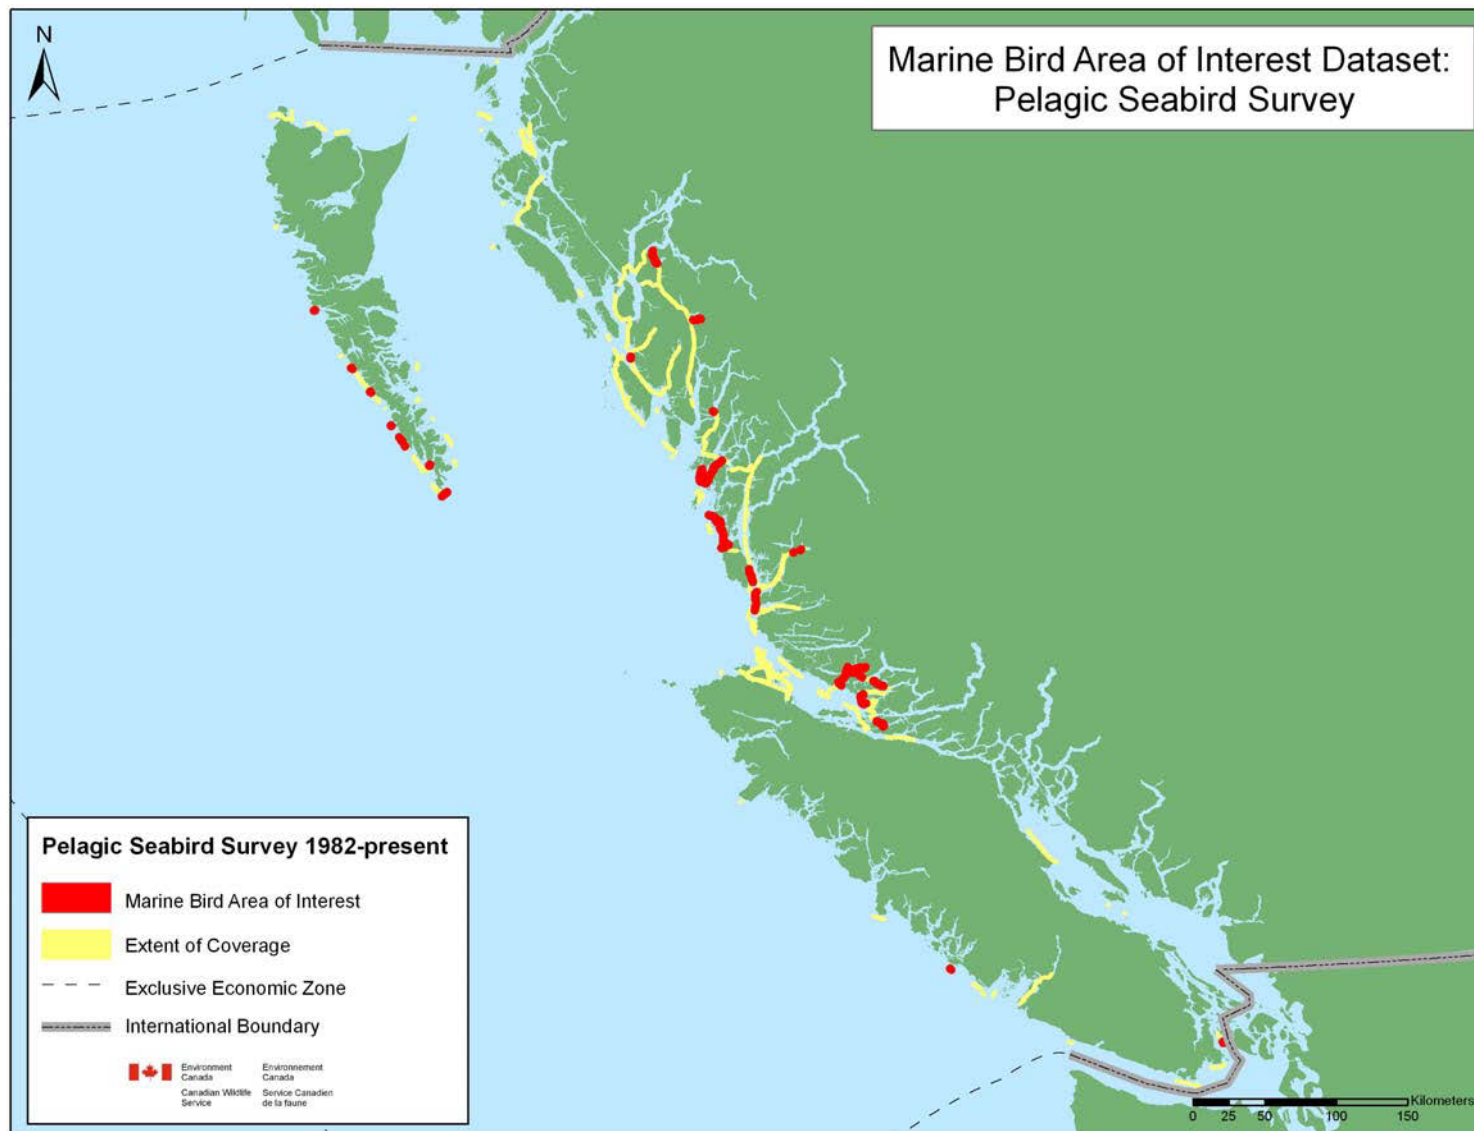 N
Marine Bird Area of Interest Dataset:
Pelagic Seabird Survey
Pelagic Seabird Survey 1982-present
Marine Bird Area of Interest
Extent of Coverage
Exclusive Economic Zone
International Boundary
Environment Environnement
Canada Canada
Canadian Wildlife Service Canadien
Service de la faune
Kilometers
0 25 50 100 150